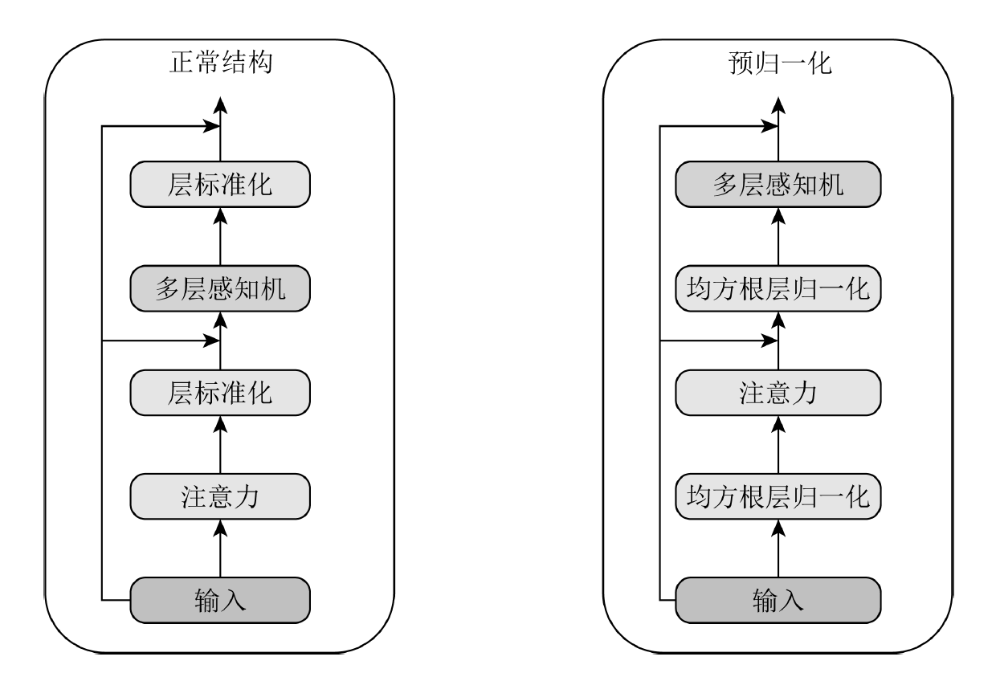 正常结构
层标准化
多层感知机
层标准化
注意力
输入
预归一化
多层感知机
均方根层归一化
注意力
均方根层归一化
输入